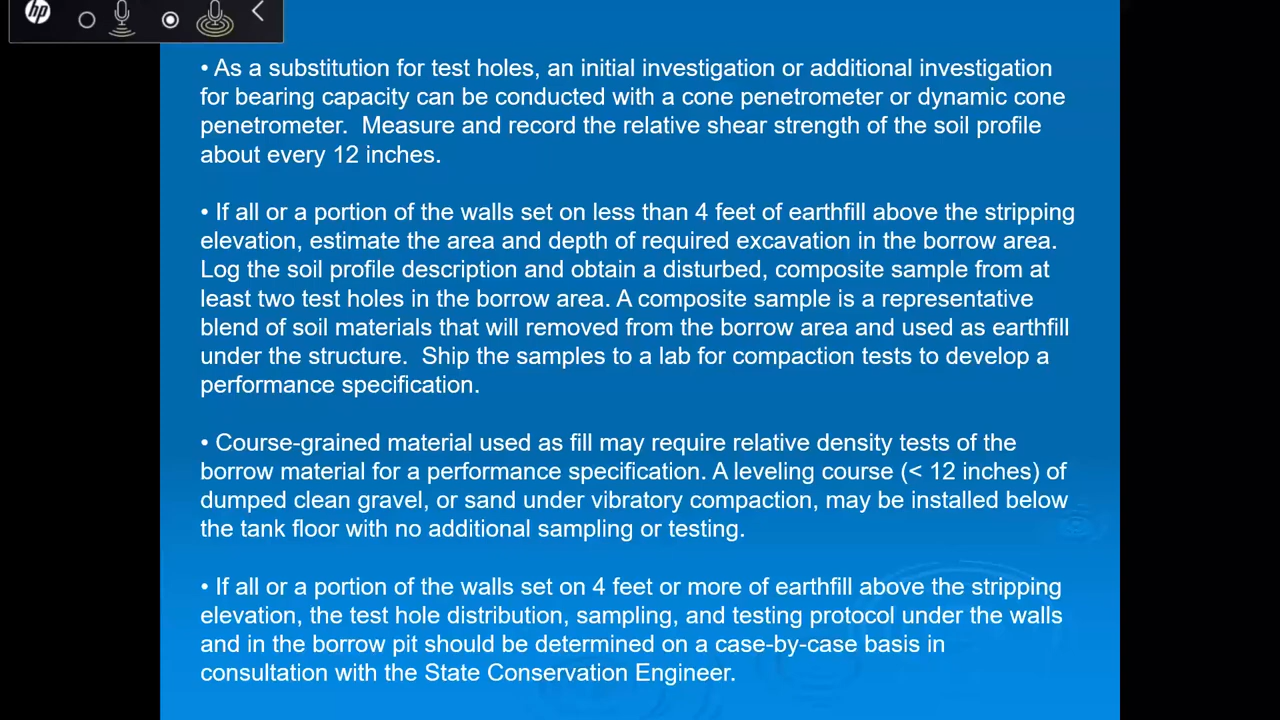 hp
• As a substitution for test holes, an initial investigation or additional investigation
for bearing capacity can be conducted with a cone penetrometer or dynamic cone
penetrometer.  Measure and record the relative shear strength of the soil profile
about every 12 inches.
• If all or a portion of the walls set on less than 4 feet of earthfill above the stripping
elevation, estimate the area and depth of required excavation in the borrow area.
Log the soil profile description and obtain a disturbed, composite sample from at
least two test holes in the borrow area. A composite sample is a representative
blend of soil materials that will removed from the borrow area and used as earthfill
under the structure.  Ship the samples to a lab for compaction tests to develop a
performance specification.
• Course-grained material used as fill may require relative density tests of the
borrow material for a performance specification. A leveling course (< 12 inches) of
dumped clean gravel, or sand under vibratory compaction, may be installed below
the tank floor with no additional sampling or testing.
• If all or a portion of the walls set on 4 feet or more of earthfill above the stripping
elevation, the test hole distribution, sampling, and testing protocol under the walls
and in the borrow pit should be determined on a case-by-case basis in
consultation with the State Conservation Engineer.